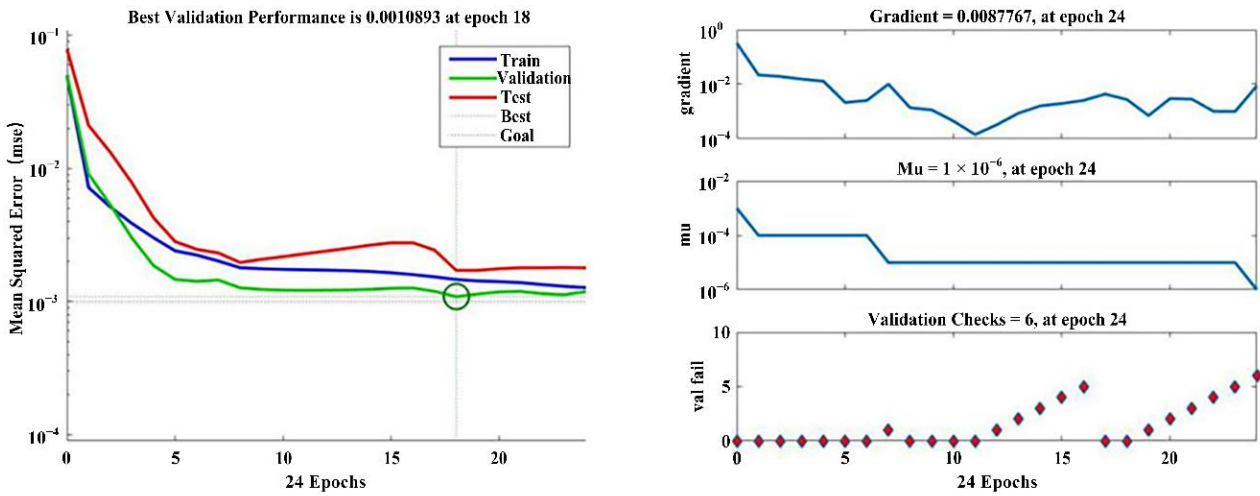 Best Validation Performance is 0.0010893 at epoch 18
10⁻¹
10⁻²
10⁻³
10⁻⁴
Mean Squared Error (mse)
Train
Validation
Test
Best
Goal
0 5 10 15 20
24 Epochs
Gradient = 0.0087767, at epoch 24
10⁰
10⁻²
10⁻⁴
gradient
Mu = 1 × 10⁻⁶, at epoch 24
10⁻²
10⁻⁴
10⁻⁶
mu
Validation Checks = 6, at epoch 24
10
5
0
val fail
0 5 10 15 20
24 Epochs